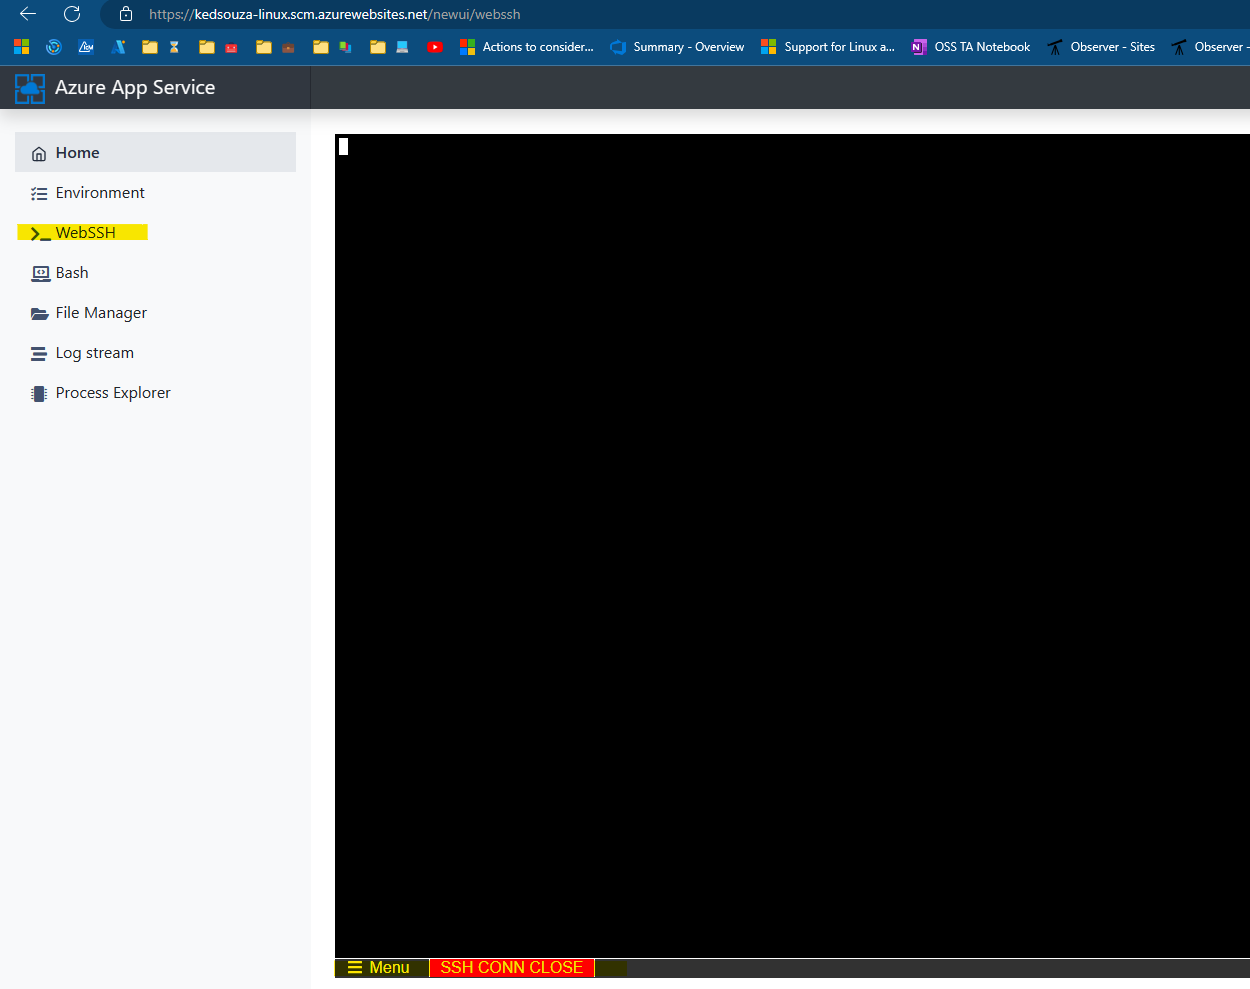 https://kedsouza-linux.scm.azurewebsites.net/newui/webssh
Actions to consider... Summary - Overview Support for Linux a... OSS TA Notebook Observer - Sites Observer -
Azure App Service
Home
Environment
WebSSH
Bash
File Manager
Log stream
Process Explorer
Menu SSH CONN CLOSE